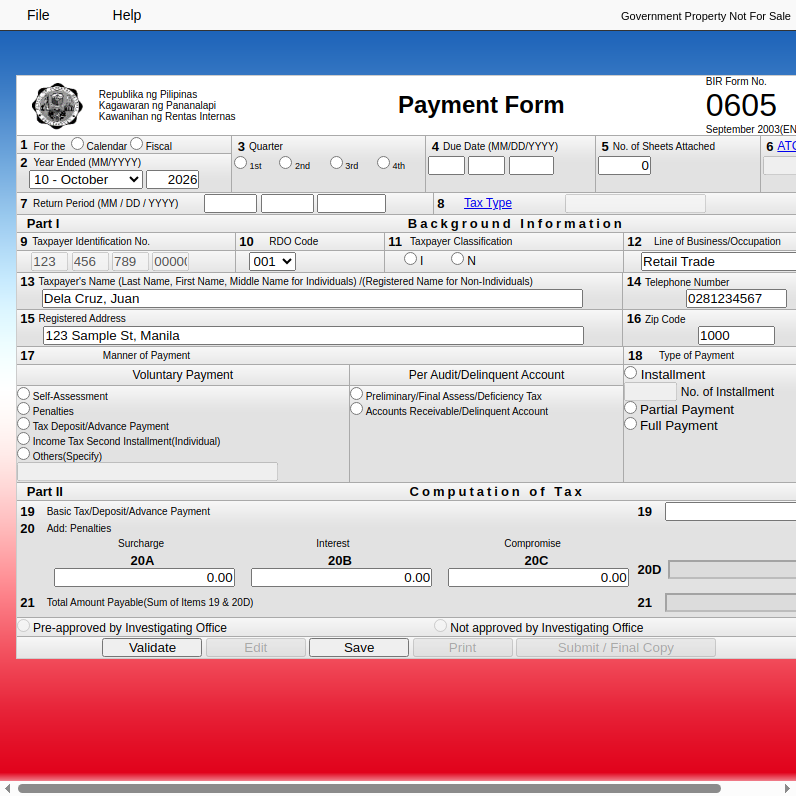 File Help Government Property Not For Sale
BIR Form No.
Republika ng Pilipinas
Kagawaran ng Pananalapi
Kawanihan ng Rentas Internas
Payment Form
0605
September 2003(EN
1 For the Calendar Fiscal
3 Quarter
1st 2nd 3rd 4th
4 Due Date (MM/DD/YYYY)
5 No. of Sheets Attached
0
6 ATC
2 Year Ended (MM/YYYY)
10 - October 2026
7 Return Period (MM / DD / YYYY)
8 Tax Type
Part I Background Information
9 Taxpayer Identification No.
123 456 789 00000
10 RDO Code
001
11 Taxpayer Classification
I N
12 Line of Business/Occupation
Retail Trade
13 Taxpayer's Name (Last Name, First Name, Middle Name for Individuals) /(Registered Name for Non-Individuals)
Dela Cruz, Juan
14 Telephone Number
0281234567
15 Registered Address
123 Sample St, Manila
16 Zip Code
1000
17 Manner of Payment
18 Type of Payment
Voluntary Payment
Per Audit/Delinquent Account
Self-Assessment
Penalties
Tax Deposit/Advance Payment
Income Tax Second Installment(Individual)
Others(Specify)
Preliminary/Final Assess/Deficiency Tax
Accounts Receivable/Delinquent Account
Installment
No. of Installment
Partial Payment
Full Payment
Part II Computation of Tax
19 Basic Tax/Deposit/Advance Payment 19
20 Add: Penalties
Surcharge Interest Compromise
20A 20B 20C
0.00 0.00 0.00
20D
21 Total Amount Payable(Sum of Items 19 & 20D) 21
Pre-approved by Investigating Office Not approved by Investigating Office
Validate Edit Save Print Submit / Final Copy